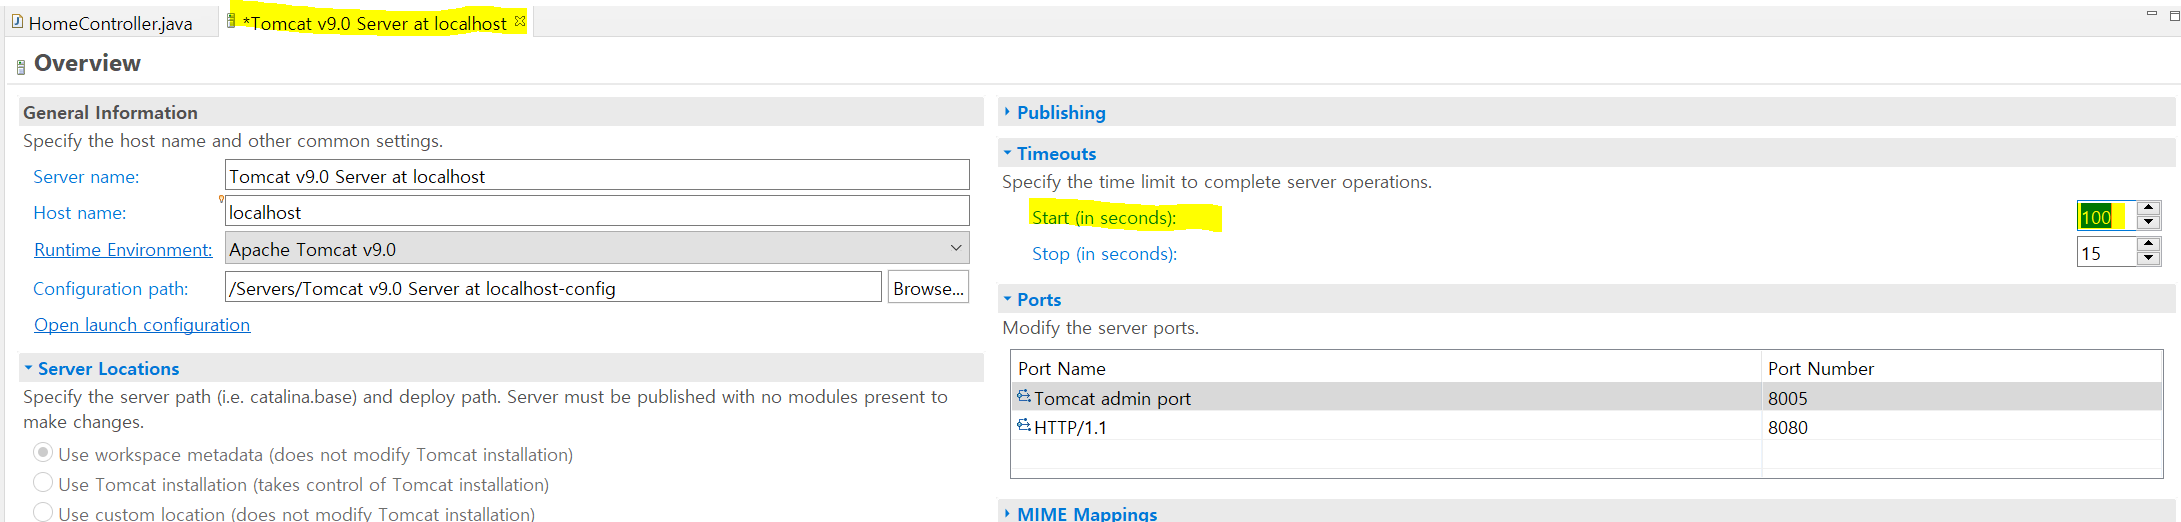 HomeController.java
*Tomcat v9.0 Server at localhost
Overview
General Information
Specify the host name and other common settings.
Server name:
Tomcat v9.0 Server at localhost
Host name:
localhost
Runtime Environment:
Apache Tomcat v9.0
Configuration path:
/Servers/Tomcat v9.0 Server at localhost-config
Browse...
Open launch configuration
Server Locations
Specify the server path (i.e. catalina.base) and deploy path. Server must be published with no modules present to
make changes.
Use workspace metadata (does not modify Tomcat installation)
Use Tomcat installation (takes control of Tomcat installation)
Use custom location (does not modify Tomcat installation)
Publishing
Timeouts
Specify the time limit to complete server operations.
Start (in seconds):
100
Stop (in seconds):
15
Ports
Modify the server ports.
Port Name Port Number
Tomcat admin port 8005
HTTP/1.1 8080
MIME Mappings